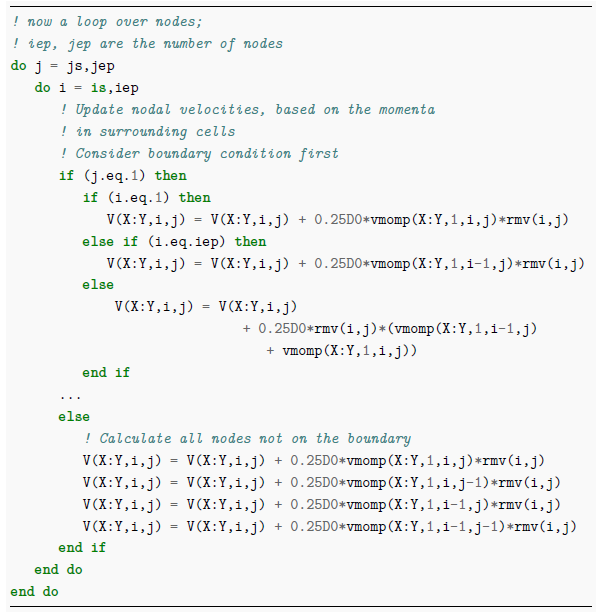 ! now a loop over nodes;
! iep, jep are the number of nodes
do j = js,jep
do i = is,iep
! Update nodal velocities, based on the momenta
! in surrounding cells
! Consider boundary condition first
if (j.eq.1) then
if (i.eq.1) then
V(X:Y,i,j) = V(X:Y,i,j) + 0.25D0*vmomp(X:Y,1,i,j)*rmv(i,j)
else if (i.eq.iep) then
V(X:Y,i,j) = V(X:Y,i,j) + 0.25D0*vmomp(X:Y,1,i-1,j)*rmv(i,j)
else
V(X:Y,i,j) = V(X:Y,i,j)
+ 0.25D0*rmv(i,j)*(vmomp(X:Y,1,i-1,j)
+ vmomp(X:Y,1,i,j))
end if
...
else
! Calculate all nodes not on the boundary
V(X:Y,i,j) = V(X:Y,i,j) + 0.25D0*vmomp(X:Y,1,i,j)*rmv(i,j)
V(X:Y,i,j) = V(X:Y,i,j) + 0.25D0*vmomp(X:Y,1,i,j-1)*rmv(i,j)
V(X:Y,i,j) = V(X:Y,i,j) + 0.25D0*vmomp(X:Y,1,i-1,j)*rmv(i,j)
V(X:Y,i,j) = V(X:Y,i,j) + 0.25D0*vmomp(X:Y,1,i-1,j-1)*rmv(i,j)
end if
end do
end do